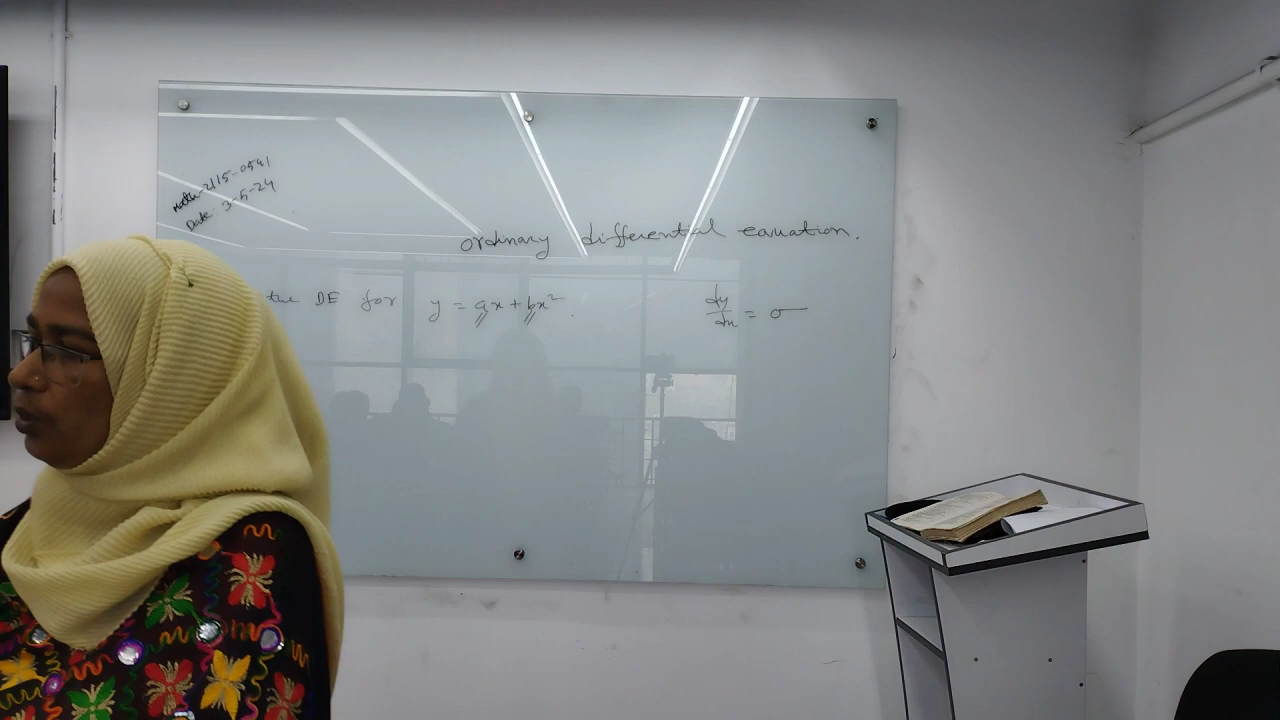 Math-2115-0541
Date 3-5-24
ordinary differential equation.
the DE for y = ax + bx².
dy/dx = 0